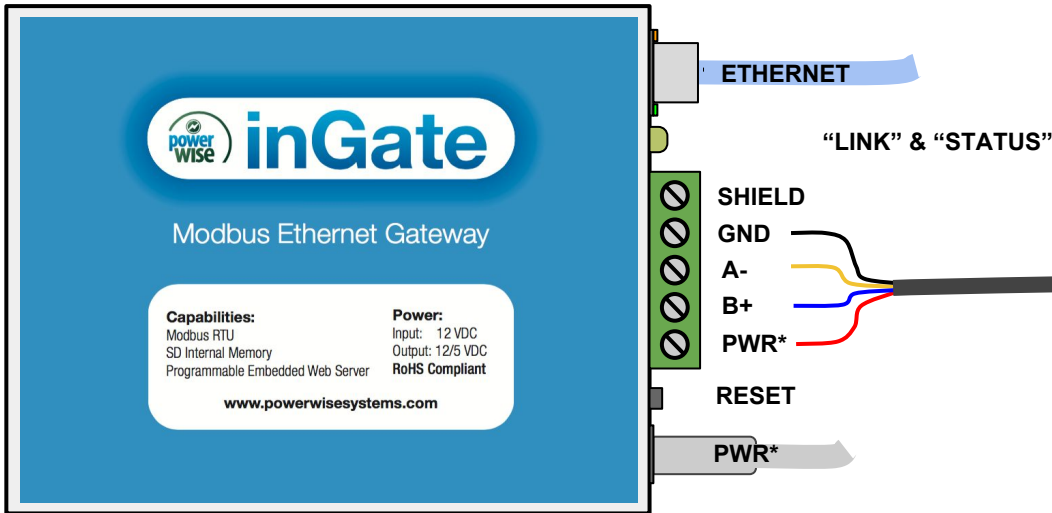 power
wise
inGate
Modbus Ethernet Gateway
Capabilities:
Modbus RTU
SD Internal Memory
Programmable Embedded Web Server
Power:
Input: 12 VDC
Output: 12/5 VDC
RoHS Compliant
www.powerwisesystems.com
ETHERNET
“LINK” & “STATUS”
SHIELD
GND
A-
B+
PWR*
RESET
PWR*